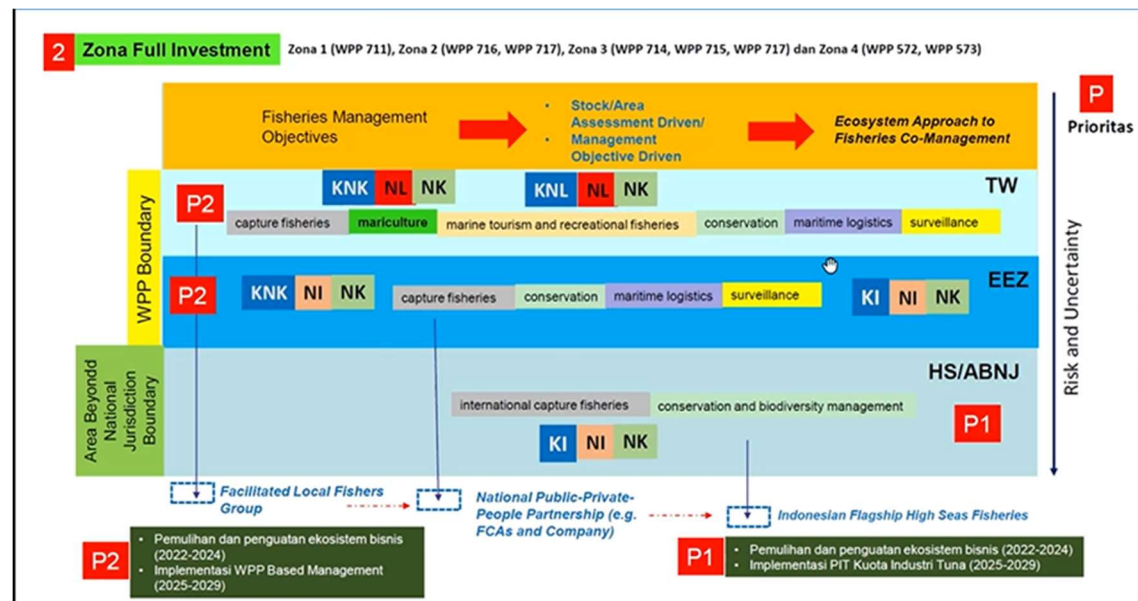 2 Zona Full Investment Zona 1 (WPP 711), Zona 2 (WPP 716, WPP 717), Zona 3 (WPP 714, WPP 715, WPP 717) dan Zona 4 (WPP 572, WPP 573)
P
Prioritas
Fisheries Management
Objectives
• Stock/Area
Assessment Driven/
• Management
Objective Driven
Ecosystem Approach to
Fisheries Co-Management
Risk and Uncertainty
WPP Boundary
TW
P2
KNK NL NK
KNL NL NK
capture fisheries mariculture marine tourism and recreational fisheries conservation maritime logistics surveillance
EEZ
P2
KNK NI NK
capture fisheries conservation maritime logistics surveillance
KI NI NK
Area Beyondd
National
Jurisdiction
Boundary
HS/ABNJ
international capture fisheries conservation and biodiversity management
KI NI NK
P1
Facilitated Local Fishers
Group
National Public-Private-
People Partnership (e.g.
FCAs and Company)
Indonesian Flagship High Seas Fisheries
P2
• Pemulihan dan penguatan ekosistem bisnis
(2022-2024)
• Implementasi WPP Based Management
(2025-2029)
P1
• Pemulihan dan penguatan ekosistem bisnis (2022-2024)
• Implementasi PIT Kuota Industri Tuna (2025-2029)